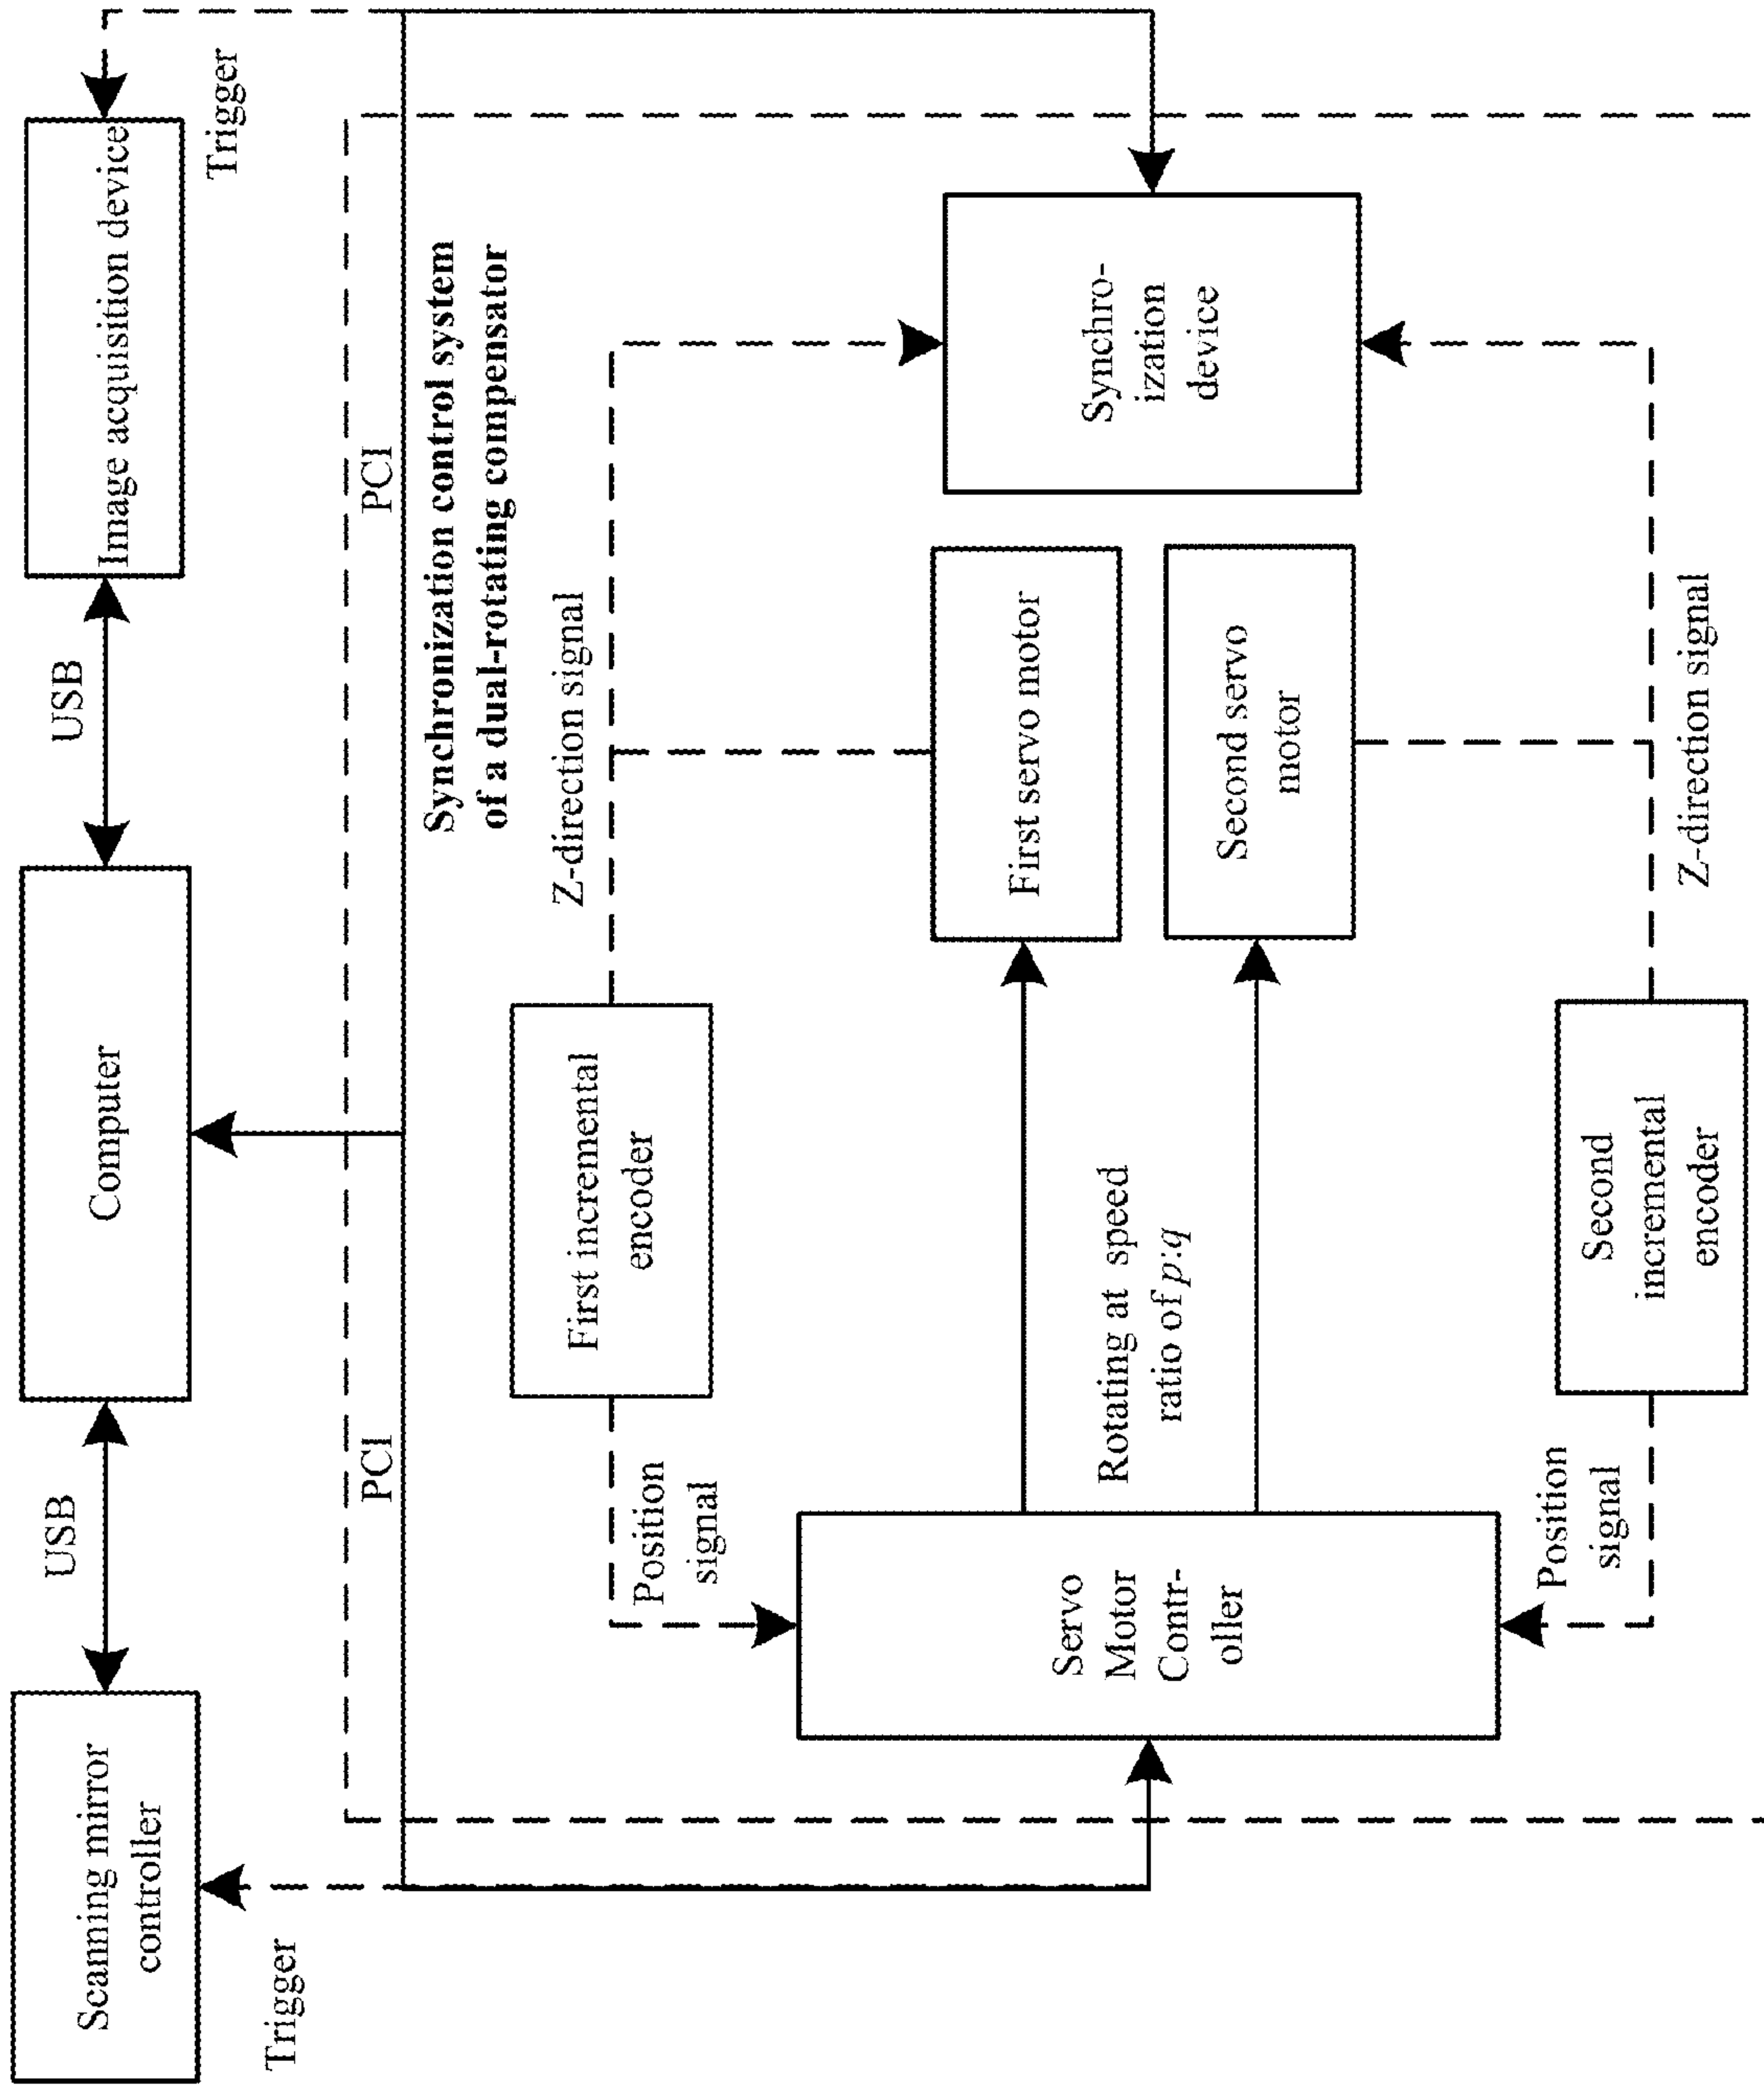 Scanning mirror
controller
USB
Computer
USB
Image acquisition device
Trigger
Trigger
PCI
PCI
Synchronization control system
of a dual-rotating compensator
Position
signal
First incremental
encoder
Z-direction signal
Servo
Motor
Contr-
oller
Rotating at speed
ratio of p:q
First servo motor
Second servo
motor
Synchro-
ization
device
Position
signal
Second
incremental
encoder
Z-direction signal